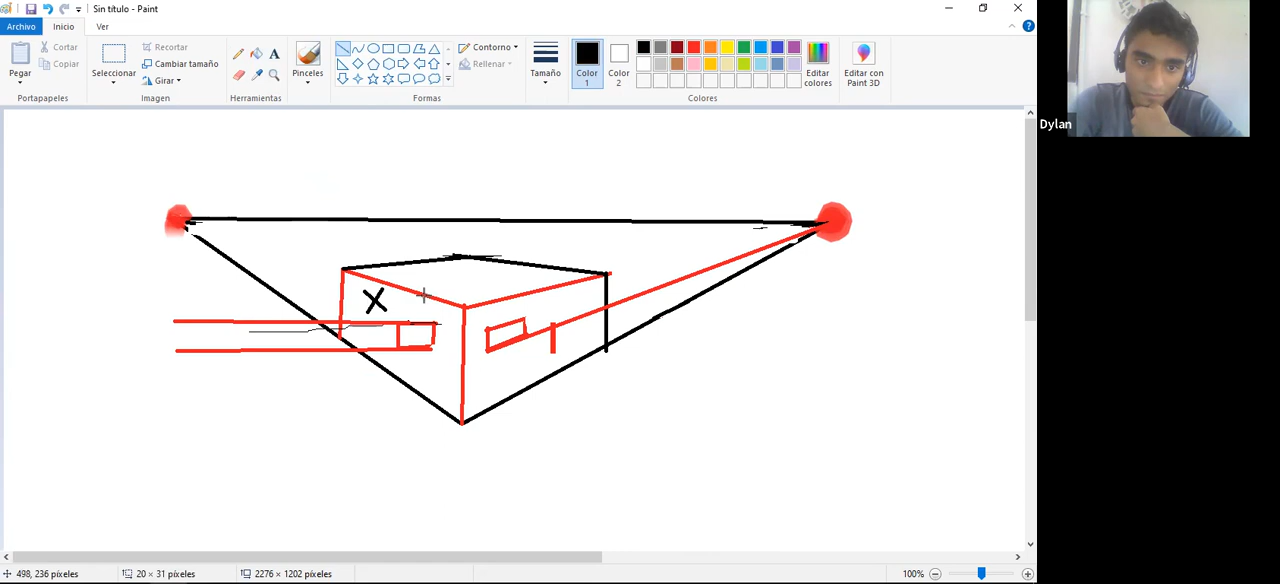 Sin título - Paint
Archivo Inicio Ver
Pegar
Cortar
Copiar
Portapapeles
Seleccionar
Recortar
Cambiar tamaño
Girar
Imagen
A
Herramientas
Pinceles
Contorno
Rellenar
Formas
Tamaño
Color 1
Color 2
Editar colores
Colores
Editar con Paint 3D
Dylan
X
498, 236 píxeles 20 × 31 píxeles 2276 × 1202 píxeles 100%